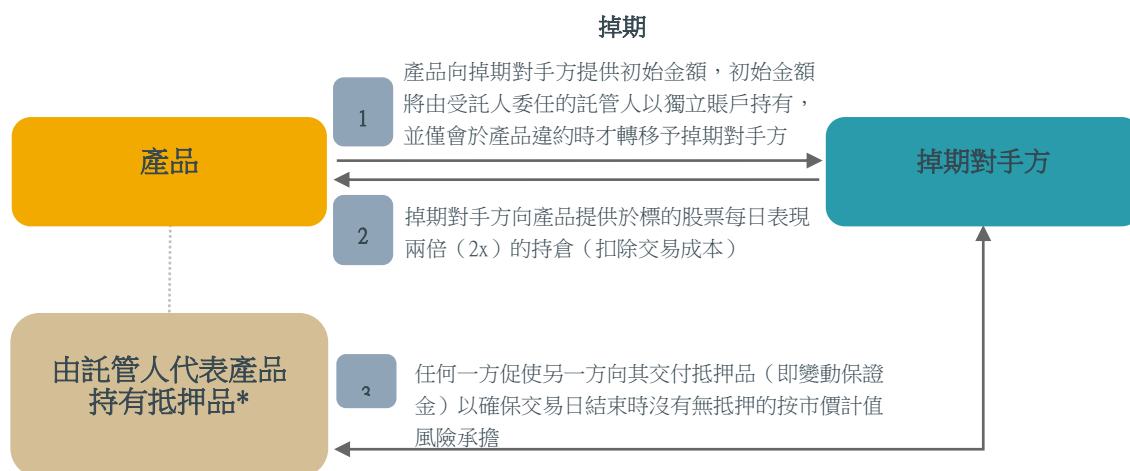 掉期
產品向掉期對手方提供初始金額，初始金額
將由受託人委任的託管人以獨立賬戶持有，
並僅會於產品違約時才轉移予掉期對手方
1
產品
掉期對手方
2
掉期對手方向產品提供於標的股票每日表現
兩倍（2x）的持倉（扣除交易成本）
由託管人代表產品
持有抵押品*
3
任何一方促使另一方向其交付抵押品（即變動保證
金）以確保交易日結束時沒有無抵押的按市價計值
風險承擔